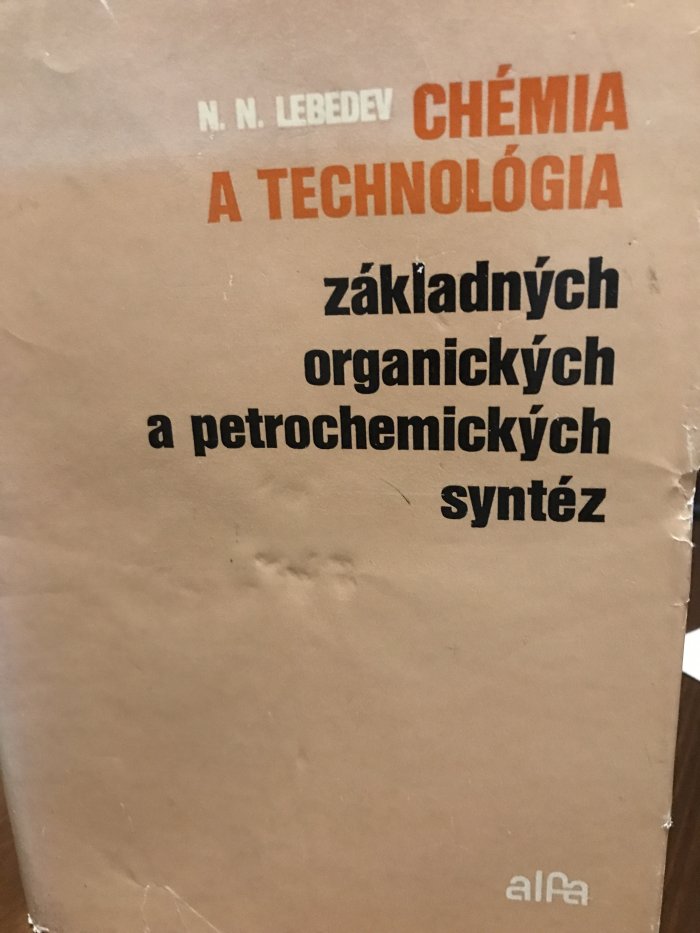 N. N. LEBEDEV CHÉMIA
A TECHNOLÓGIA
základných
organických
a petrochemických
syntéz
alfa